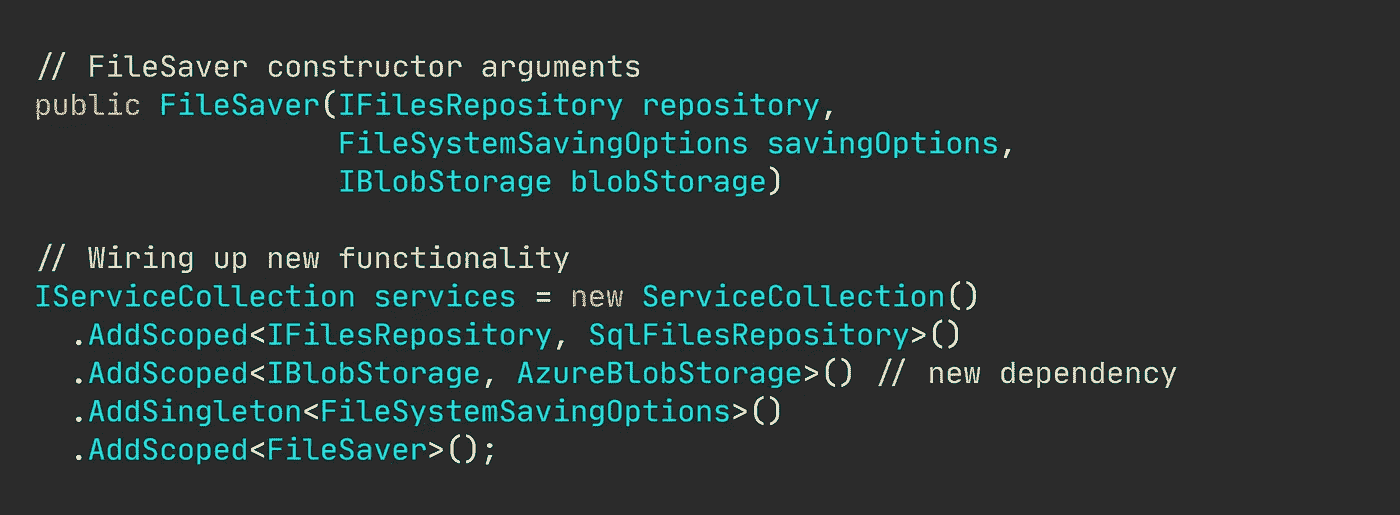 // FileSaver constructor arguments
public FileSaver(IFilesRepository repository,
                 FileSystemSavingOptions savingOptions,
                 IBlobStorage blobStorage)
// Wiring up new functionality
IServiceCollection services = new ServiceCollection()
  .AddScoped<IFilesRepository, SqlFilesRepository>()
  .AddScoped<IBlobStorage, AzureBlobStorage>() // new dependency
  .AddSingleton<FileSystemSavingOptions>()
  .AddScoped<FileSaver>();